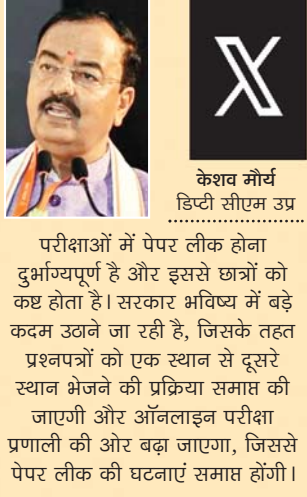 केशव मौर्य
डिप्टी सीएम उप्र
परीक्षाओं में पेपर लीक होना
दुर्भाग्यपूर्ण है और इससे छात्रों को
कष्ट होता है। सरकार भविष्य में बड़े
कदम उठाने जा रही है, जिसके तहत
प्रश्नपत्रों को एक स्थान से दूसरे
स्थान भेजने की प्रक्रिया समाप्त की
जाएगी और ऑनलाइन परीक्षा
प्रणाली की ओर बढ़ा जाएगा, जिससे
पेपर लीक की घटनाएं समाप्त होंगी।